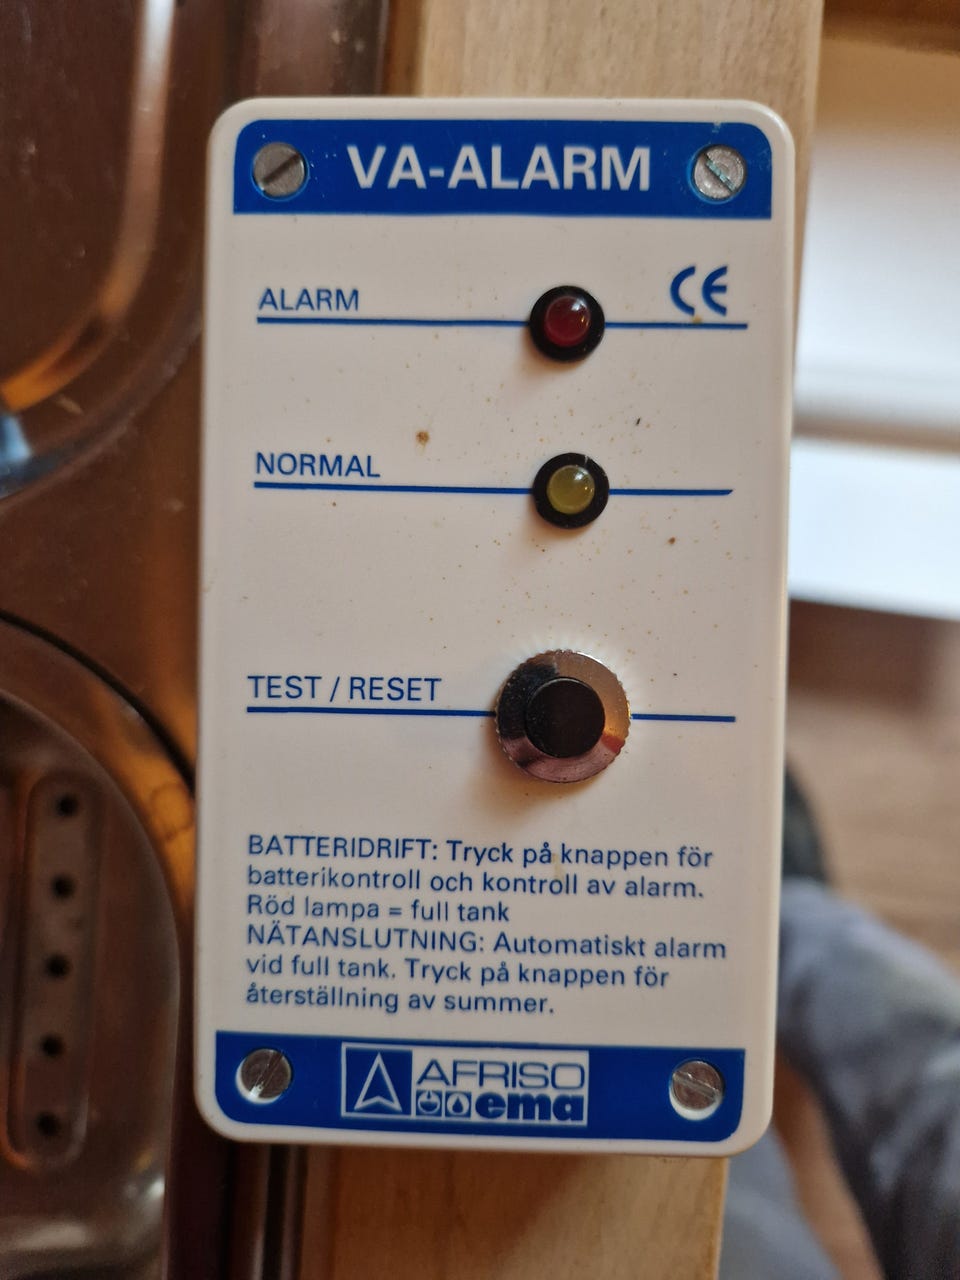 VA-ALARM
ALARM
CE
NORMAL
TEST / RESET
BATTERIDRIFT: Tryck på knappen för
batterikontroll och kontroll av alarm.
Röd lampa = full tank
NÄTANSLUTNING: Automatiskt alarm
vid full tank. Tryck på knappen för
återställning av summer.
AFRISO
ema